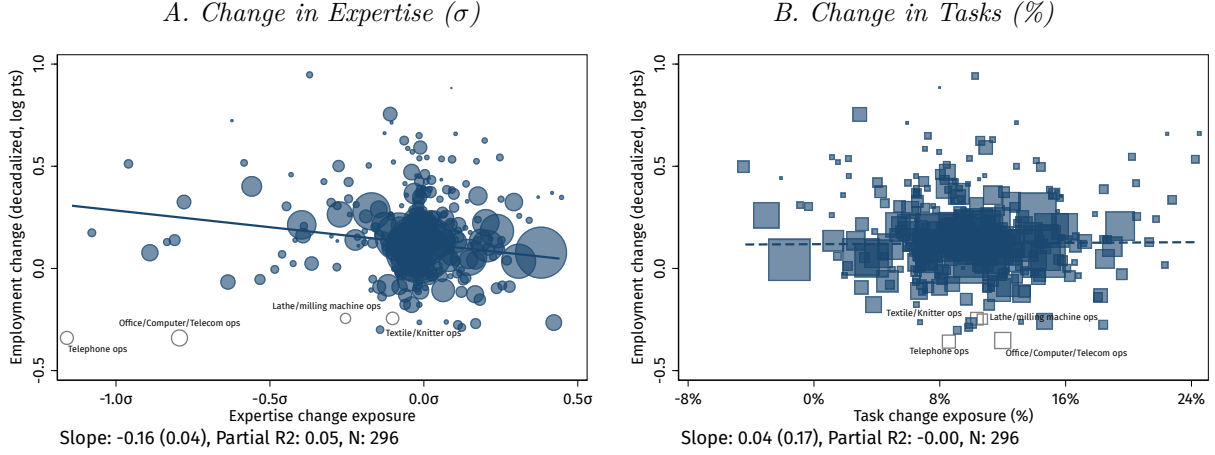 A. Change in Expertise (σ)
Employment change (decadalized, log pts)
1.0
0.5
0.0
-0.5
Lathe/milling machine ops
Office/Computer/Telecom ops
Textile/Knitter ops
Telephone ops
-1.0σ
-0.5σ
0.0σ
0.5σ
Expertise change exposure
Slope: -0.16 (0.04), Partial R2: 0.05, N: 296
B. Change in Tasks (%)
Employment change (decadalized, log pts)
1.0
0.5
0.0
-0.5
Textile/Knitter ops
Lathe/milling machine ops
Telephone ops
Office/Computer/Telecom ops
-8%
0%
8%
16%
24%
Task change exposure (%)
Slope: 0.04 (0.17), Partial R2: -0.00, N: 296